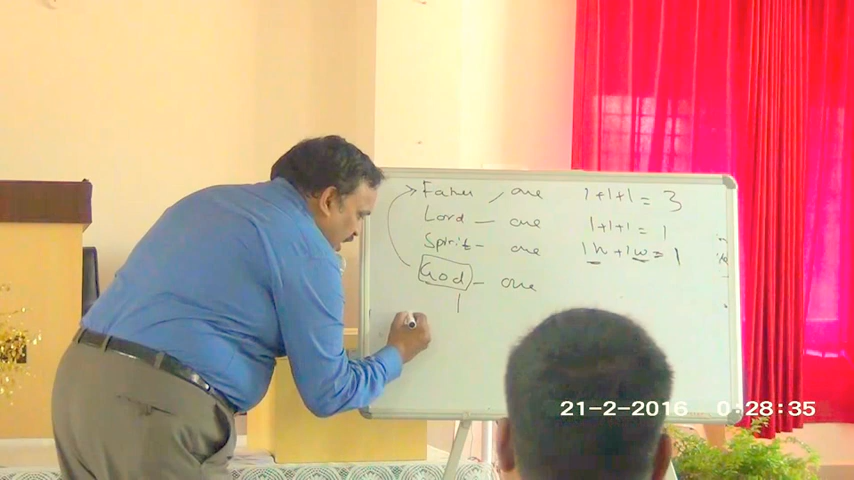 Father - one 1+1+1 = 3
Lord - one 1+1+1 = 1
Spirit - one 1h + 1w = 1
God - one
1
21-2-2016 0:28:35